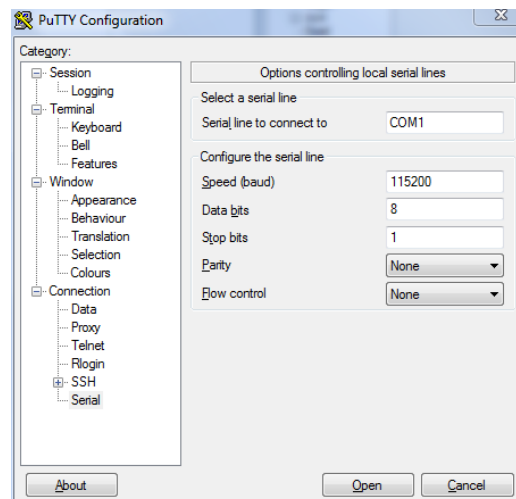 PuTTY Configuration
Category:
Session
Logging
Terminal
Keyboard
Bell
Features
Window
Appearance
Behaviour
Translation
Selection
Colours
Connection
Data
Proxy
Telnet
Rlogin
SSH
Serial
Options controlling local serial lines
Select a serial line
Serial line to connect to COM1
Configure the serial line
Speed (baud) 115200
Data bits 8
Stop bits 1
Parity None
Flow control None
About Open Cancel